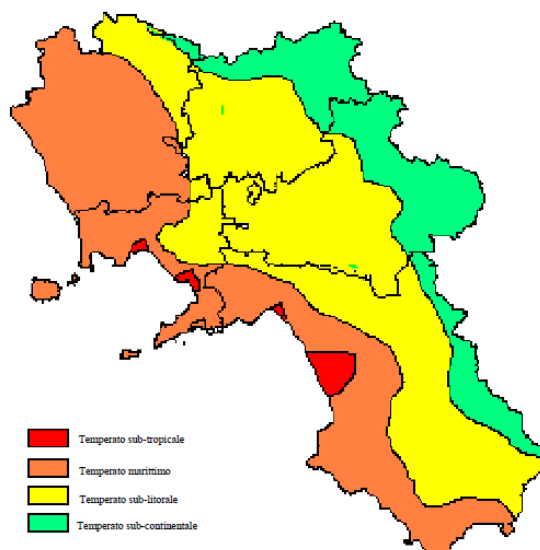 Temperato sub-tropicale
Temperato marittimo
Temperato sub-litorale
Temperato sub-continentale